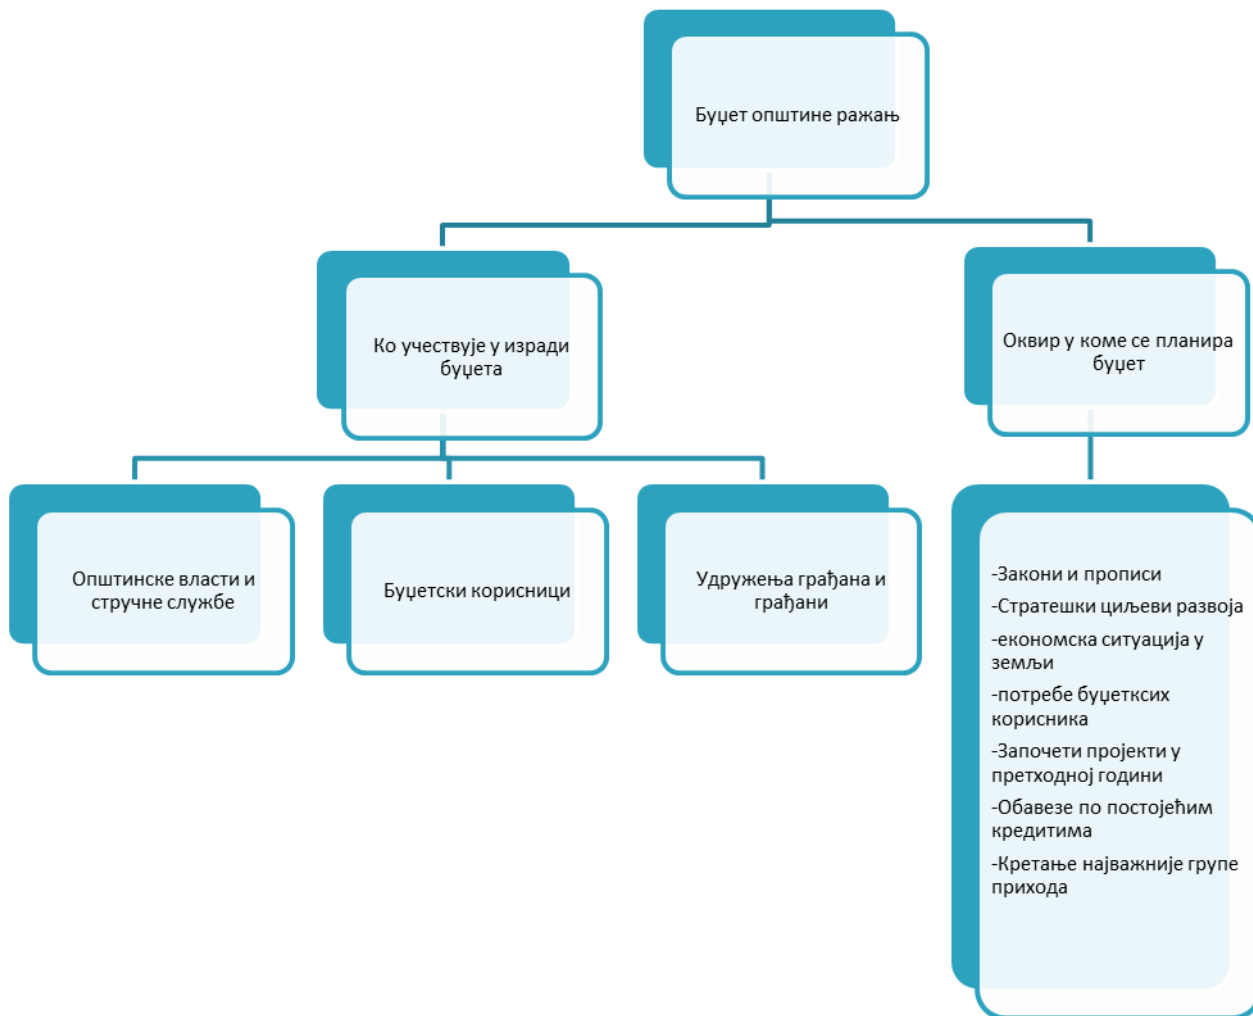 Буџет општине ражањ
Ко учествује у изради
буџета
Оквир у коме се планира
буџет
Општинске власти и
стручне службе
Буџетски корисници
Удружења грађана и
грађани
-Закони и прописи
-Стратешки циљеви развоја
-економска ситуација у
земљи
-потребе буџетксих
корисника
-Започети пројекти у
претходној години
-Обавезе по постојећим
кредитима
-Кретање најважније групе
прихода